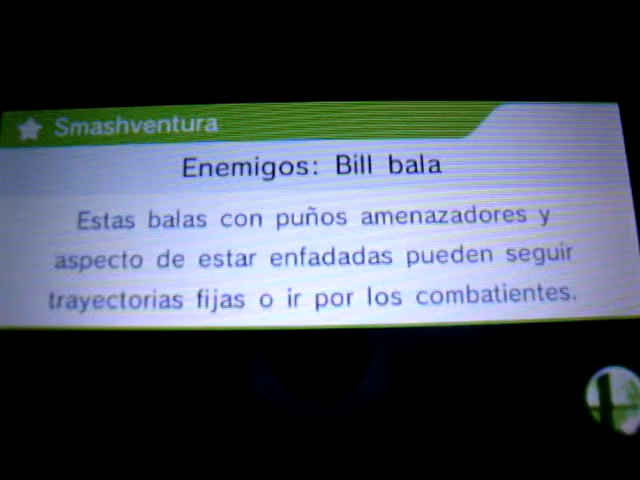 Smashventura
Enemigos: Bill bala
Estas balas con puños amenazadores y
aspecto de estar enfadadas pueden seguir
trayectorias fijas o ir por los combatientes.